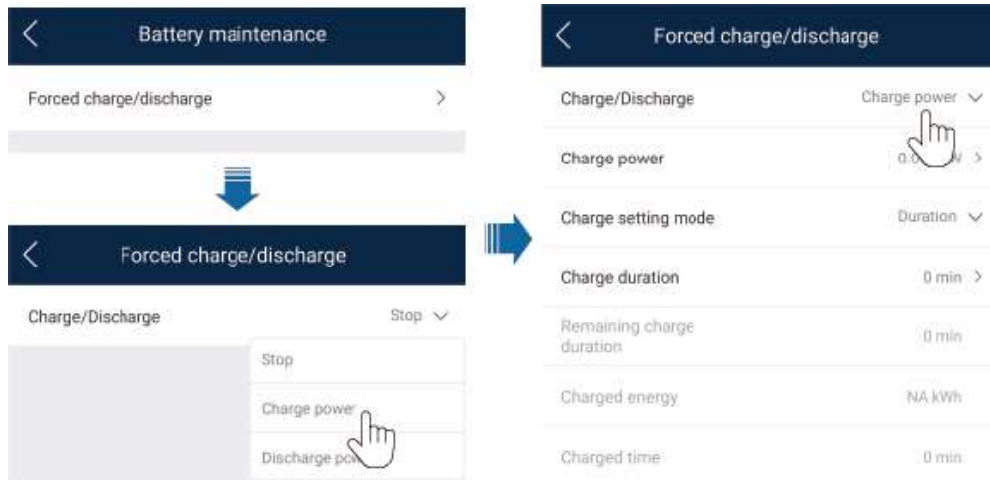 Battery maintenance
Forced charge/discharge
Forced charge/discharge
Charge/Discharge Stop
Stop
Charge power
Discharge
Forced charge/discharge
Charge/Discharge Charge power
Charge power
Charge setting mode Duration
Charge duration 0 min
Remaining charge
duration 0 min
Charged energy NA kWh
Charged time 0 min